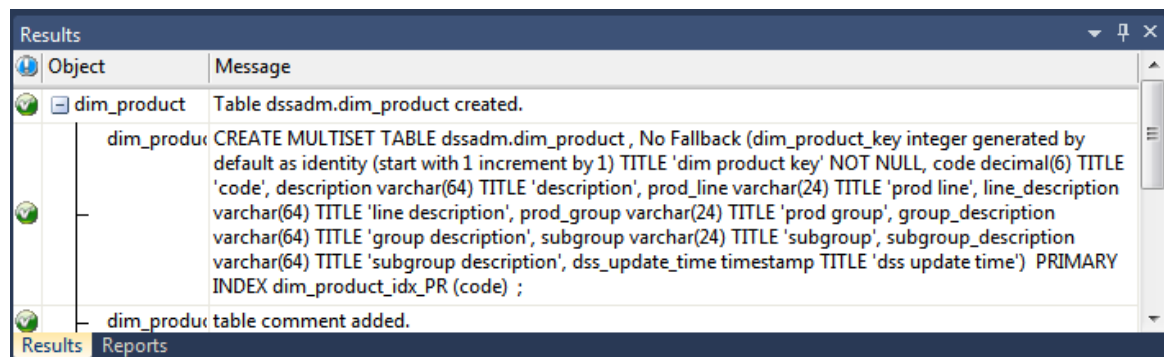 Results
Object Message
dim_product Table dssadm.dim_product created.
dim_produc CREATE MULTISET TABLE dssadm.dim_product , No Fallback (dim_product_key integer generated by
default as identity (start with 1 increment by 1) TITLE 'dim product key' NOT NULL, code decimal(6) TITLE
'code', description varchar(64) TITLE 'description', prod_line varchar(24) TITLE 'prod line', line_description
varchar(64) TITLE 'line description', prod_group varchar(24) TITLE 'prod group', group_description
varchar(64) TITLE 'group description', subgroup varchar(24) TITLE 'subgroup', subgroup_description
varchar(64) TITLE 'subgroup description', dss_update_time timestamp TITLE 'dss update time') PRIMARY
INDEX dim_product_idx_PR (code) ;
dim_produc table comment added.
Results Reports